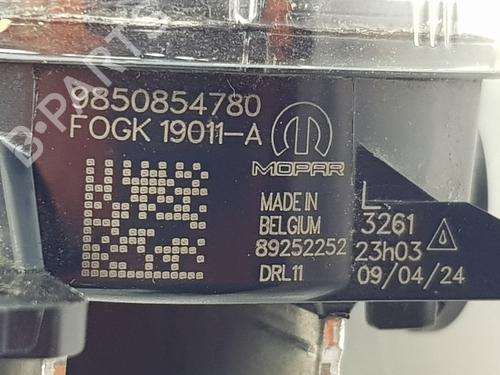 9850854780
FOGK 19011-A
MOPAR
MADE IN
BELGIUM
89252252
DRL11
L
3261
23h03
09/04/24
B-PARTS